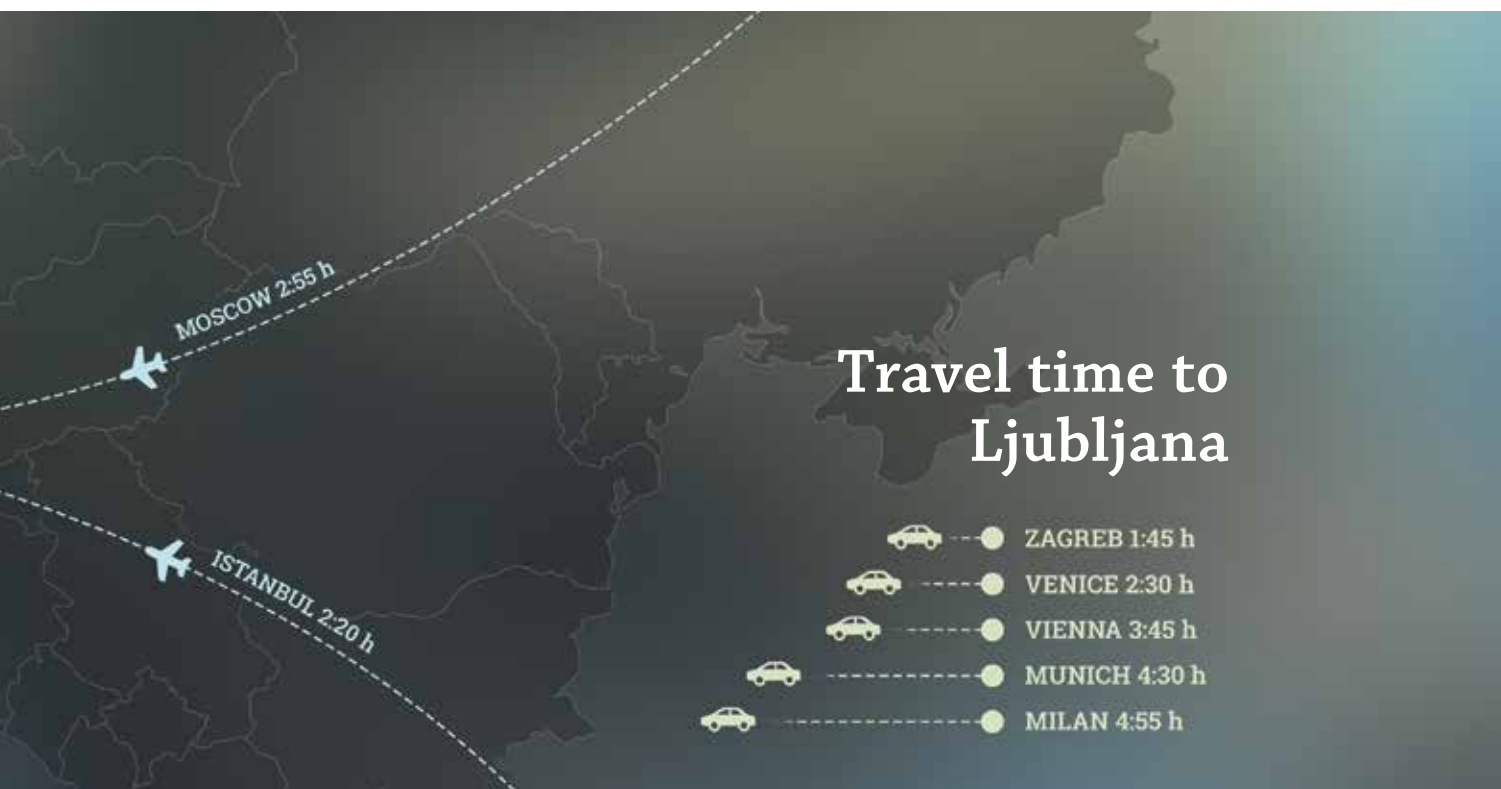 MOSCOW 2:55 h
Travel time to
Ljubljana
ISTANBUL 2:20 h
ZAGREB 1:45 h
VENICE 2:30 h
VIENNA 3:45 h
MUNICH 4:30 h
MILAN 4:55 h